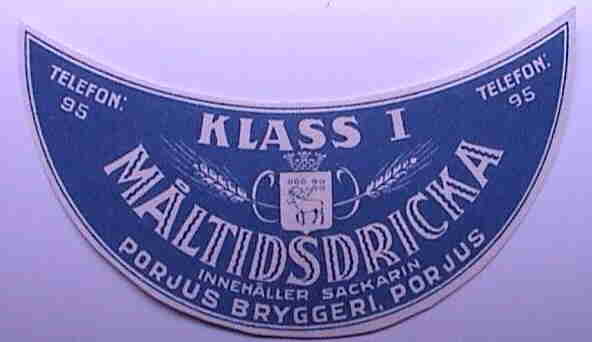 TELEFON:
95
TELEFON:
95
KLASS I
MÅLTIDSDRICKA
INNEHÅLLER SACKARIN
PORJUS BRYGGERI, PORJUS